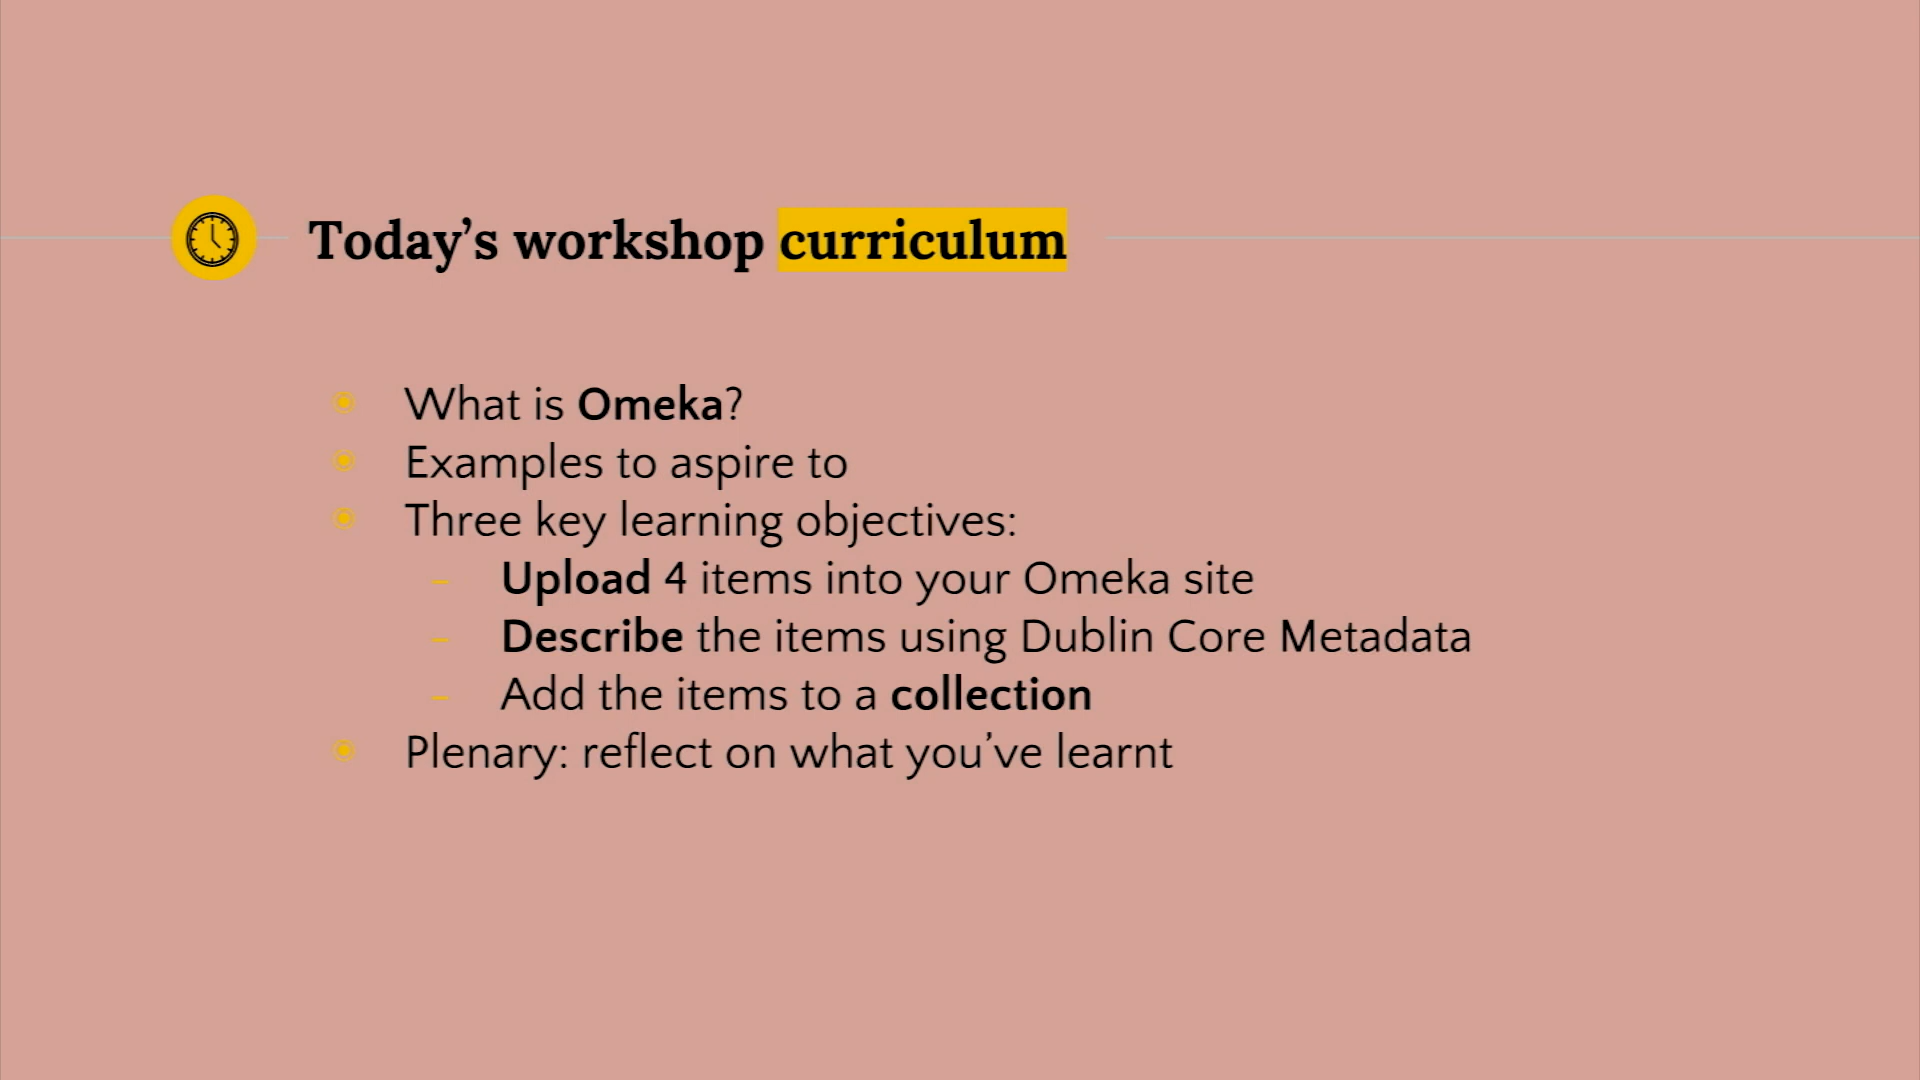 Today’s workshop curriculum
What is Omeka?
Examples to aspire to
Three key learning objectives:
– Upload 4 items into your Omeka site
– Describe the items using Dublin Core Metadata
– Add the items to a collection
Plenary: reflect on what you’ve learnt